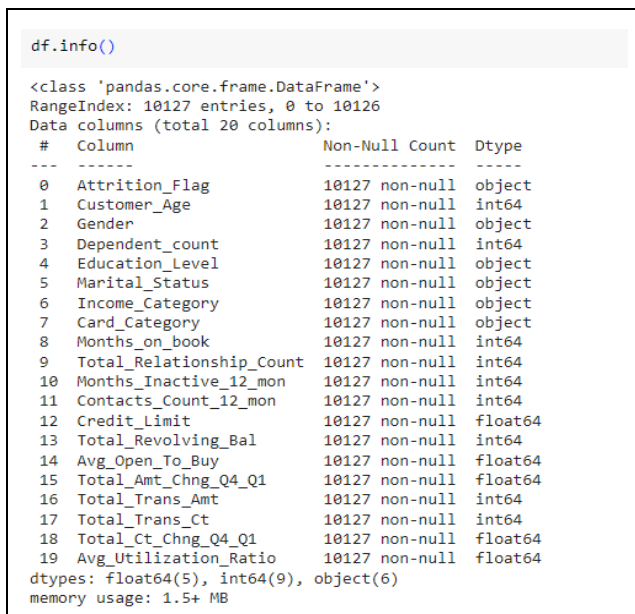 df.info()
<class 'pandas.core.frame.DataFrame'>
RangeIndex: 10127 entries, 0 to 10126
Data columns (total 20 columns):
 #   Column                    Non-Null Count  Dtype
---  ------                    --------------  -----
 0   Attrition_Flag            10127 non-null  object
 1   Customer_Age              10127 non-null  int64
 2   Gender                    10127 non-null  object
 3   Dependent_count           10127 non-null  int64
 4   Education_Level           10127 non-null  object
 5   Marital_Status            10127 non-null  object
 6   Income_Category           10127 non-null  object
 7   Card_Category             10127 non-null  object
 8   Months_on_book            10127 non-null  int64
 9   Total_Relationship_Count  10127 non-null  int64
 10  Months_Inactive_12_mon    10127 non-null  int64
 11  Contacts_Count_12_mon     10127 non-null  int64
 12  Credit_Limit              10127 non-null  float64
 13  Total_Revolving_Bal       10127 non-null  int64
 14  Avg_Open_To_Buy           10127 non-null  float64
 15  Total_Amt_Chng_Q4_Q1      10127 non-null  float64
 16  Total_Trans_Amt           10127 non-null  int64
 17  Total_Trans_Ct            10127 non-null  int64
 18  Total_Ct_Chng_Q4_Q1       10127 non-null  float64
 19  Avg_Utilization_Ratio     10127 non-null  float64
dtypes: float64(5), int64(9), object(6)
memory usage: 1.5+ MB